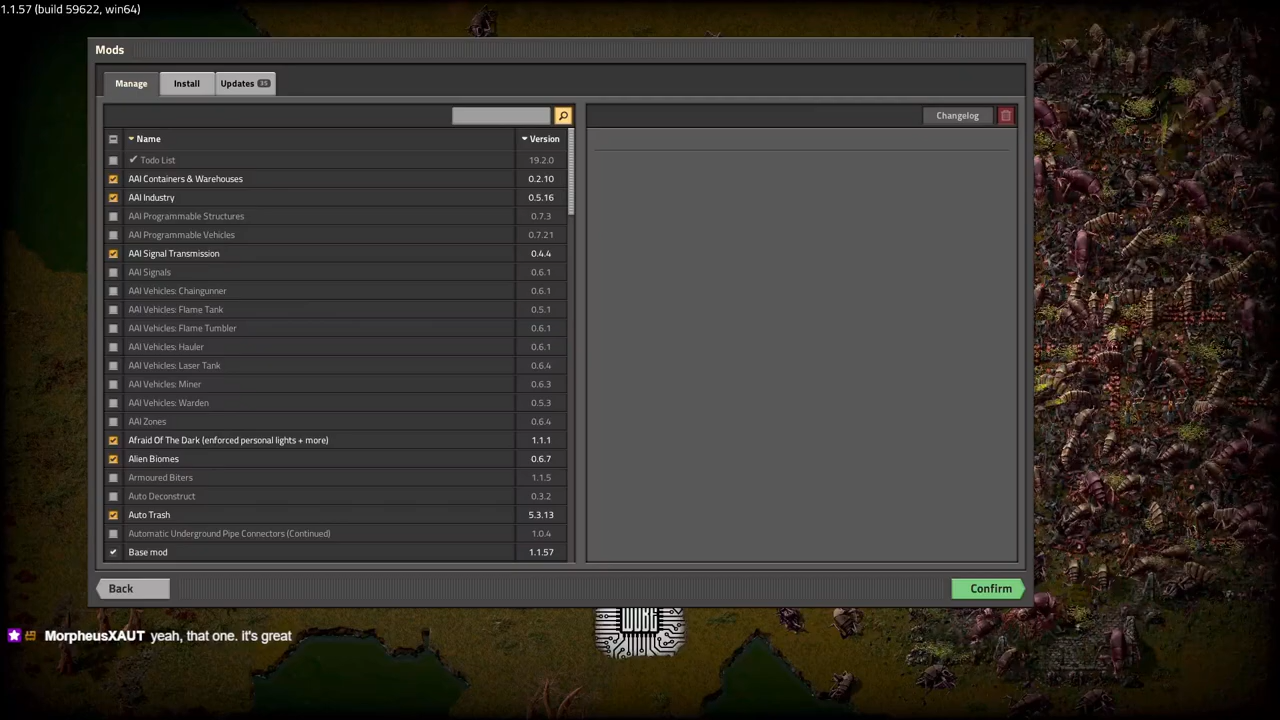 1.1.57 (build 59622, win64)
Mods
Manage Install Updates 35
Changelog
Name Version
✔ Todo List 19.2.0
AAI Containers & Warehouses 0.2.10
AAI Industry 0.5.16
AAI Programmable Structures 0.7.3
AAI Programmable Vehicles 0.7.21
AAI Signal Transmission 0.4.4
AAI Signals 0.6.1
AAI Vehicles: Chaingunner 0.6.1
AAI Vehicles: Flame Tank 0.5.1
AAI Vehicles: Flame Tumbler 0.6.1
AAI Vehicles: Hauler 0.6.1
AAI Vehicles: Laser Tank 0.6.4
AAI Vehicles: Miner 0.6.3
AAI Vehicles: Warden 0.5.3
AAI Zones 0.6.4
Afraid Of The Dark (enforced personal lights + more) 1.1.1
Alien Biomes 0.6.7
Armoured Biters 1.1.5
Auto Deconstruct 0.3.2
Auto Trash 5.3.13
Automatic Underground Pipe Connectors (Continued) 1.0.4
Base mod 1.1.57
Back Confirm
MorpheusXAUT yeah, that one. it's great